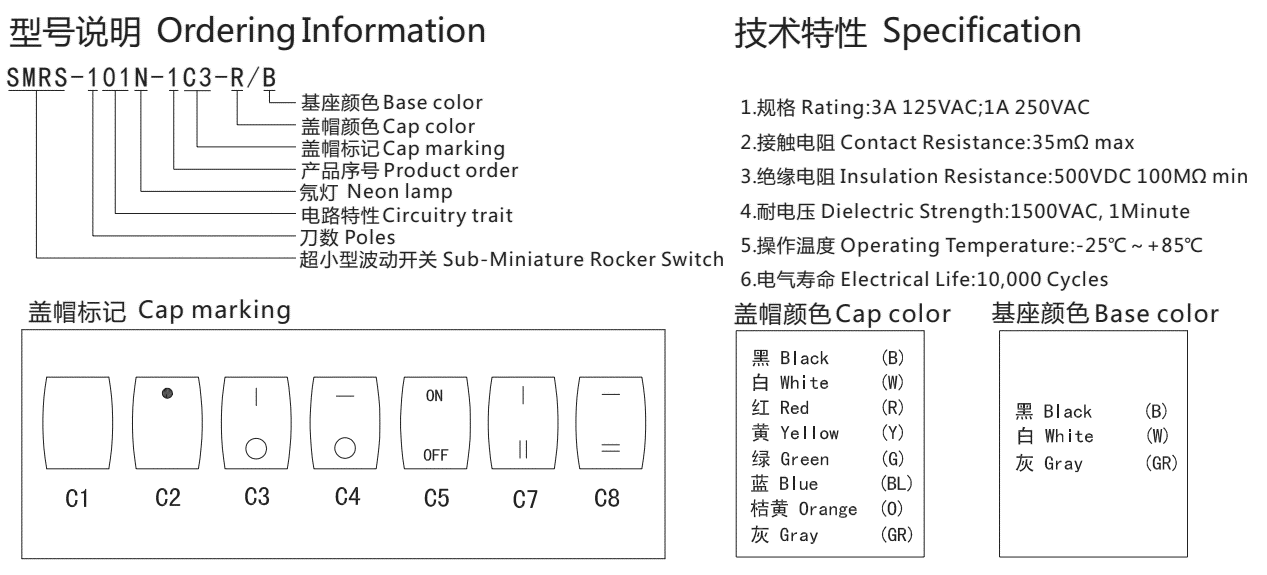 型号说明 Ordering Information
SMRS-101N-1C3-R/B
基座颜色 Base color
盖帽颜色 Cap color
盖帽标记 Cap marking
产品序号 Product order
氖灯 Neon lamp
电路特性 Circuitry trait
刀数 Poles
超小型波动开关 Sub-Miniature Rocker Switch
技术特性 Specification
1.规格 Rating:3A 125VAC;1A 250VAC
2.接触电阻 Contact Resistance:35mΩ max
3.绝缘电阻 Insulation Resistance:500VDC 100MΩ min
4.耐电压 Dielectric Strength:1500VAC, 1Minute
5.操作温度 Operating Temperature:-25℃~+85℃
6.电气寿命 Electrical Life:10,000 Cycles
盖帽标记 Cap marking
ON
OFF
C1 C2 C3 C4 C5 C7 C8
盖帽颜色 Cap color
黑 Black (B)
白 White (W)
红 Red (R)
黄 Yellow (Y)
绿 Green (G)
蓝 Blue (BL)
桔黄 Orange (O)
灰 Gray (GR)
基座颜色 Base color
黑 Black (B)
白 White (W)
灰 Gray (GR)